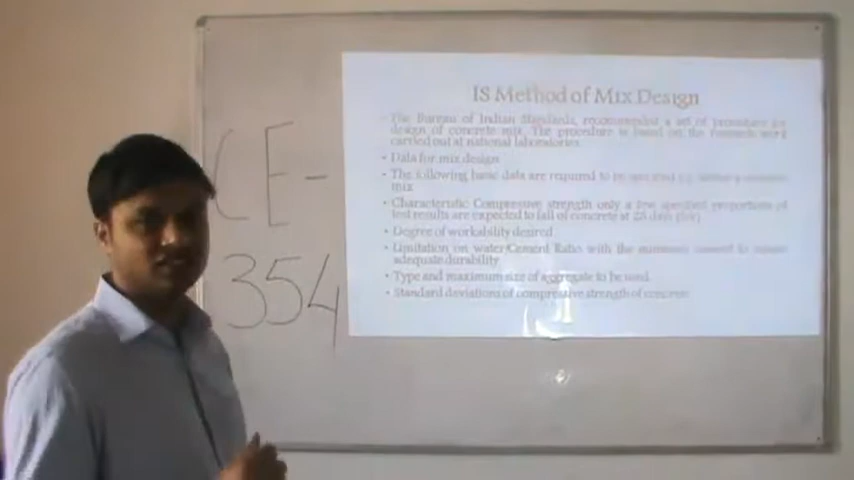 CE-
354
IS Method of Mix Design
The Bureau of Indian Standards, recommended a set of procedure for
design of concrete mix. The procedure is based on the research work
carried out at national laboratories.
• Data for mix design
• The following basic data are required to be specified
mix
• Characteristic Compressive strength only a few specified proportions of
test results are expected to fall of concrete at 28 days (fck)
• Degree of workability desired
• Limitation on water/Cement Ratio with the minimum cement to ensure
adequate durability
• Type and maximum size of aggregate to be used
• Standard deviations of compressive strength of concrete